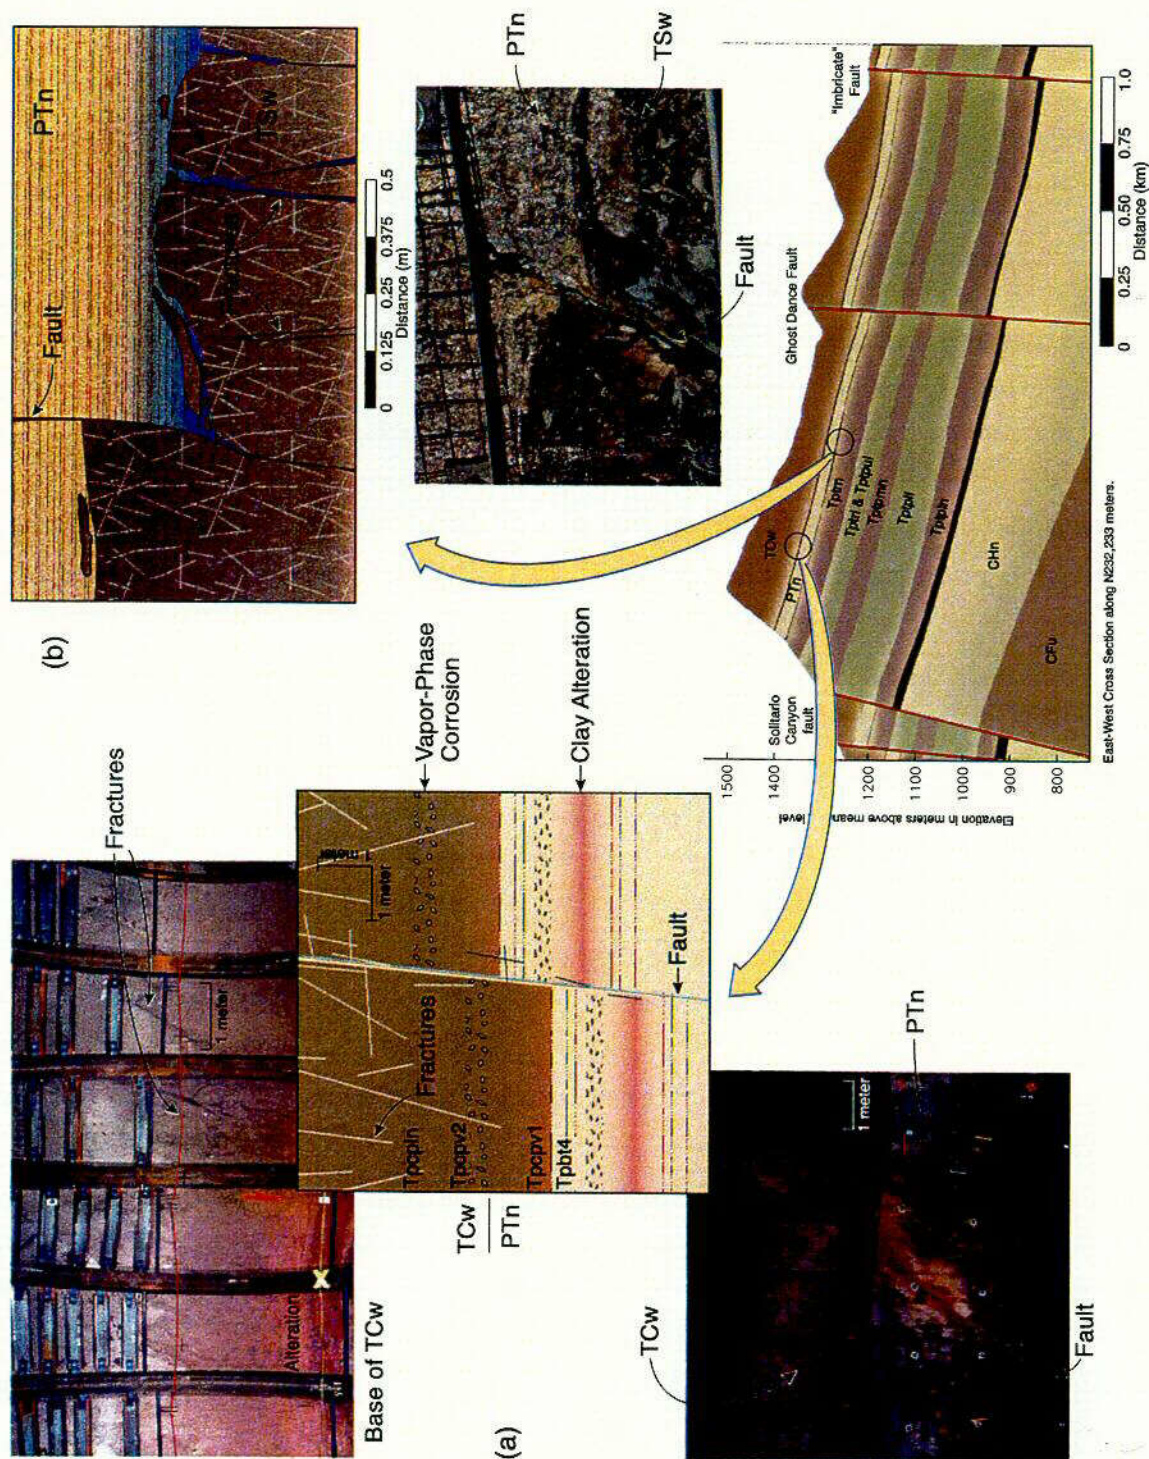 (a)
Fractures
1 meter
Alteration
Base of TCw
Vapor-Phase
Corrosion
Clay Alteration
1 meter
1 meter
Fractures
Fault
Tpcpln
Tpcpv2
Tpcpv1
Tpbt4
TCw
PTn
TCw
PTn
1 meter
Fault
(b)
PTn
Fault
TSw
0 0.125 0.25 0.375 0.5
Distance (m)
PTn
TSw
Fault
Elevation in meters above mean
level
1500
1400
1300
1200
1100
1000
900
800
Solitario
Canyon
fault
Ghost Dance Fault
"Imbricate"
Fault
TCw
PTn
Tptrn
Tptrl & Tptpul
Tptpmn
Tptpll
Tptpln
CHn
CFu
0 0.25 0.50 0.75 1.0
Distance (km)
East-West Cross Section along N232,233 meters.